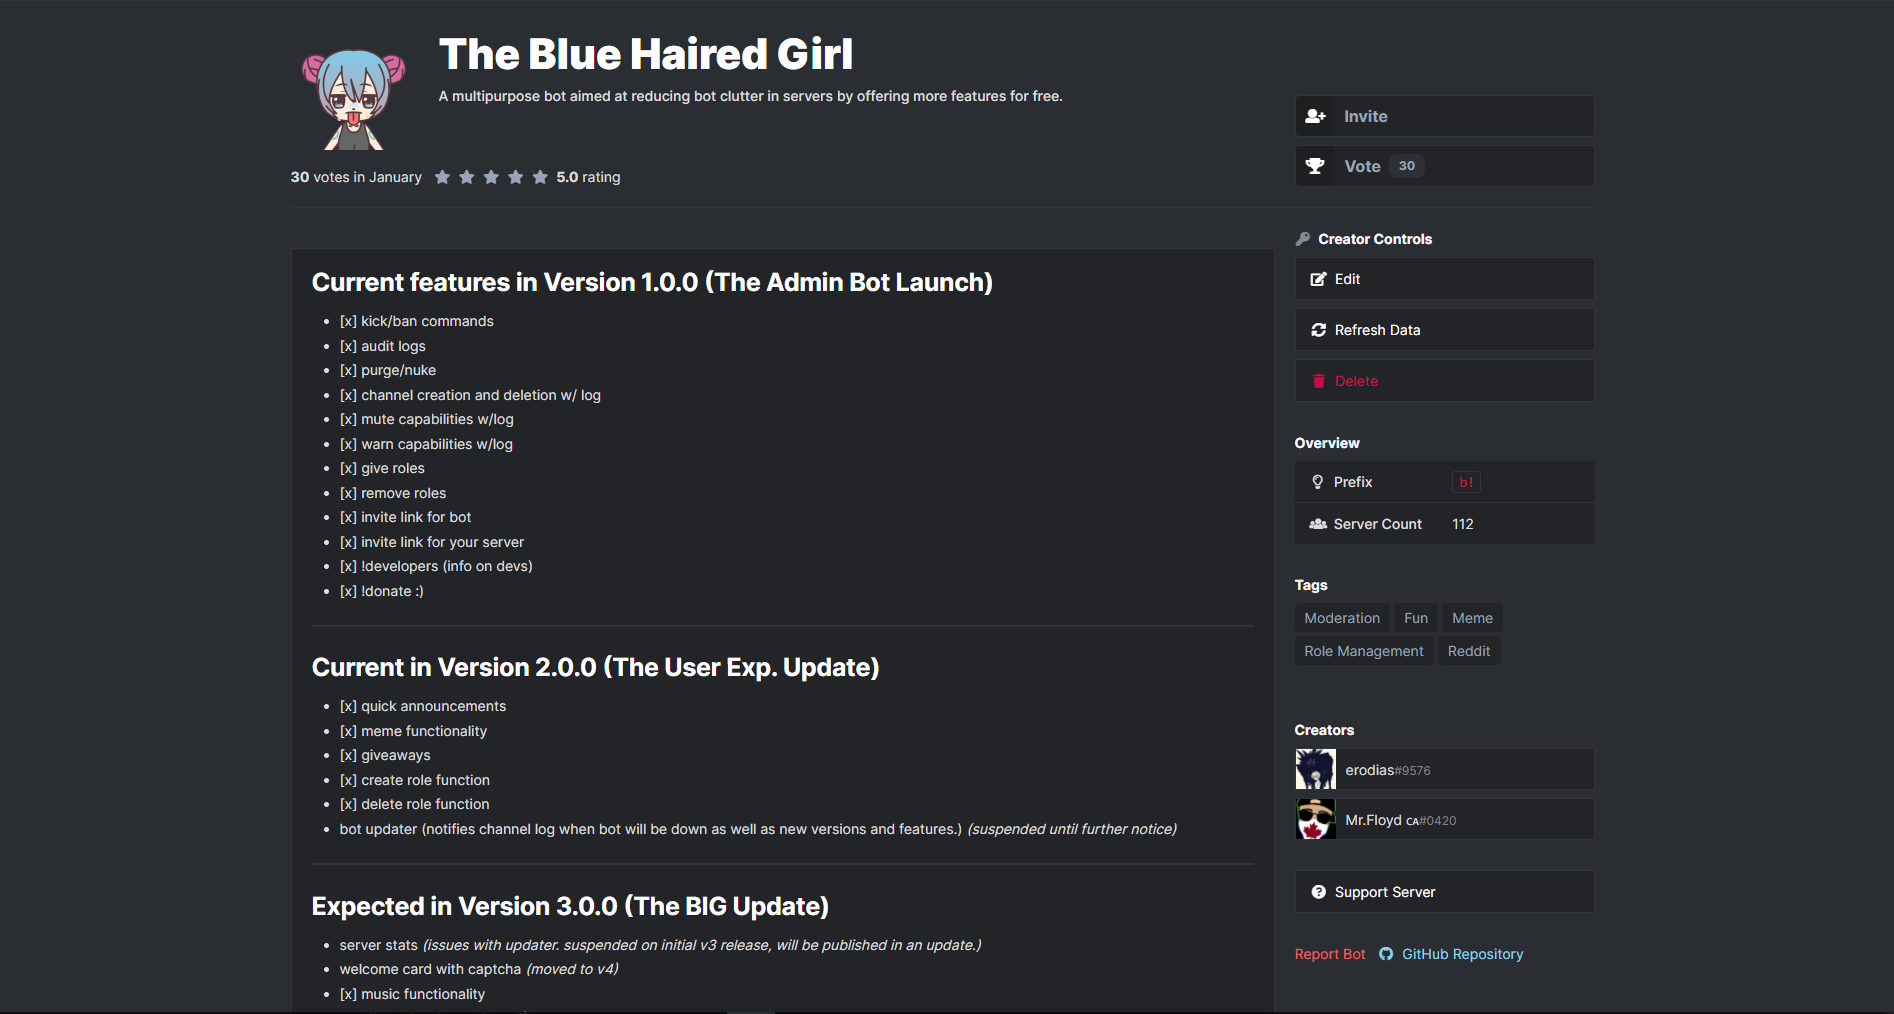 The Blue Haired Girl
A multipurpose bot aimed at reducing bot clutter in servers by offering more features for free.
30 votes in January 5.0 rating
Invite
Vote 30
Current features in Version 1.0.0 (The Admin Bot Launch)
• [x] kick/ban commands
• [x] audit logs
• [x] purge/nuke
• [x] channel creation and deletion w/ log
• [x] mute capabilities w/log
• [x] warn capabilities w/log
• [x] give roles
• [x] remove roles
• [x] invite link for bot
• [x] invite link for your server
• [x] !developers (info on devs)
• [x] !donate :)
Current in Version 2.0.0 (The User Exp. Update)
• [x] quick announcements
• [x] meme functionality
• [x] giveaways
• [x] create role function
• [x] delete role function
• bot updater (notifies channel log when bot will be down as well as new versions and features.) (suspended until further notice)
Expected in Version 3.0.0 (The BIG Update)
• server stats (issues with updater. suspended on initial v3 release, will be published in an update.)
• welcome card with captcha (moved to v4)
• [x] music functionality
Creator Controls
Edit
Refresh Data
Delete
Overview
Prefix b!
Server Count 112
Tags
Moderation Fun Meme
Role Management Reddit
Creators
erodias#9576
Mr.Floyd CA#0420
Support Server
Report Bot GitHub Repository